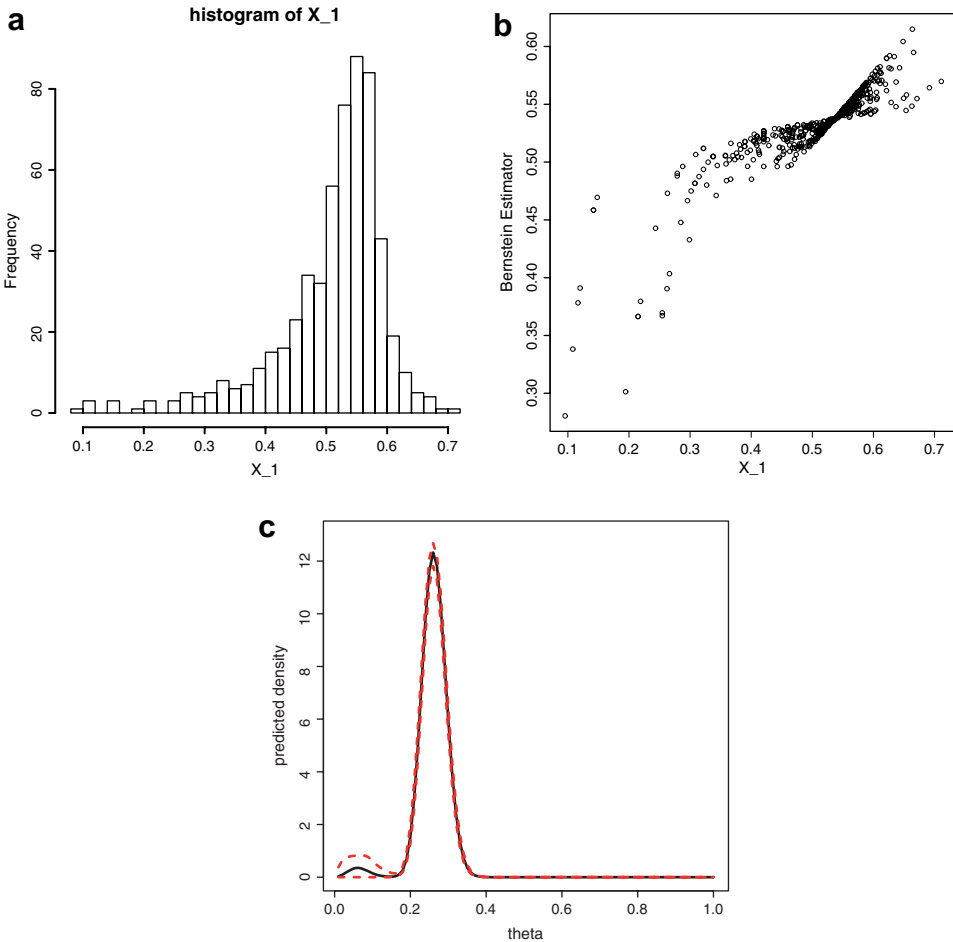 a
histogram of X_1
Frequency
80
60
40
20
0
0.1 0.2 0.3 0.4 0.5 0.6 0.7
X_1
b
Bernstein Estimator
0.60
0.55
0.50
0.45
0.40
0.35
0.30
0.1 0.2 0.3 0.4 0.5 0.6 0.7
X_1
c
predicted density
12
10
8
6
4
2
0
0.0 0.2 0.4 0.6 0.8 1.0
theta